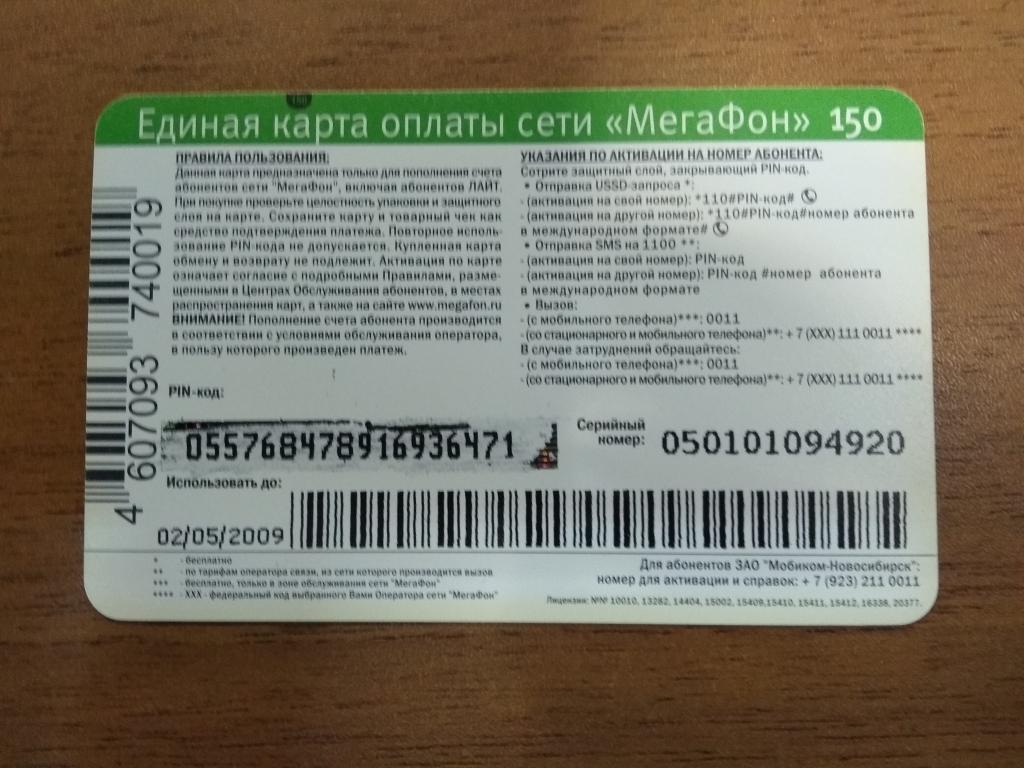 Единая карта оплаты сети «МегаФон» 150
ПРАВИЛА ПОЛЬЗОВАНИЯ:
Данная карта предназначена только для пополнения счета
абонентов сети "МегаФон", включая абонентов ЛАЙТ.
При покупке проверьте целостность упаковки и защитного
слоя на карте. Сохраните карту и товарный чек как
средство подтверждения платежа. Повторное исполь-
зование PIN-кода не допускается. Купленная карта
обмену и возврату не подлежит. Активация по карте
означает согласие с подробными Правилами, разме-
щенными в Центрах Обслуживания абонентов, в местах
распространения карт, а также на сайте www.megafon.ru
ВНИМАНИЕ! Пополнение счета абонента производится
в соответствии с условиями обслуживания оператора,
в пользу которого произведен платеж.
УКАЗАНИЯ ПО АКТИВАЦИИ НА НОМЕР АБОНЕНТА:
Сотрите защитный слой, закрывающий PIN-код.
• Отправка USSD-запроса *:
- (активация на свой номер): *110#PIN-код#
- (активация на другой номер): *110#PIN-код#номер абонента
в международном формате#
• Отправка SMS на 1100 **:
- (активация на свой номер): PIN-код
- (активация на другой номер): PIN-код #номер абонента
в международном формате
• Вызов:
- (с мобильного телефона)***: 0011
- (со стационарного и мобильного телефона)**: + 7 (XXX) 111 0011 ****
В случае затруднений обращайтесь:
- (с мобильного телефона)***: 0011
- (со стационарного и мобильного телефона)**: + 7 (XXX) 111 0011 ****
PIN-код:
055768478916936471
Серийный
номер:
050101094920
Использовать до:
02/05/2009
4 607093 740019
* - бесплатно
** - по тарифам оператора связи, из сети которого производится вызов
*** - бесплатно, только в зоне обслуживания сети "МегаФон"
**** - XXX - федеральный код выбранного Вами Оператора сети "МегаФон"
Для абонентов ЗАО "Мобиком-Новосибирск":
номер для активации и справок: + 7 (923) 211 0011
Лицензии: №№ 10010, 13282, 14404, 15002, 15409, 15410, 15411, 15412, 16338, 20377.